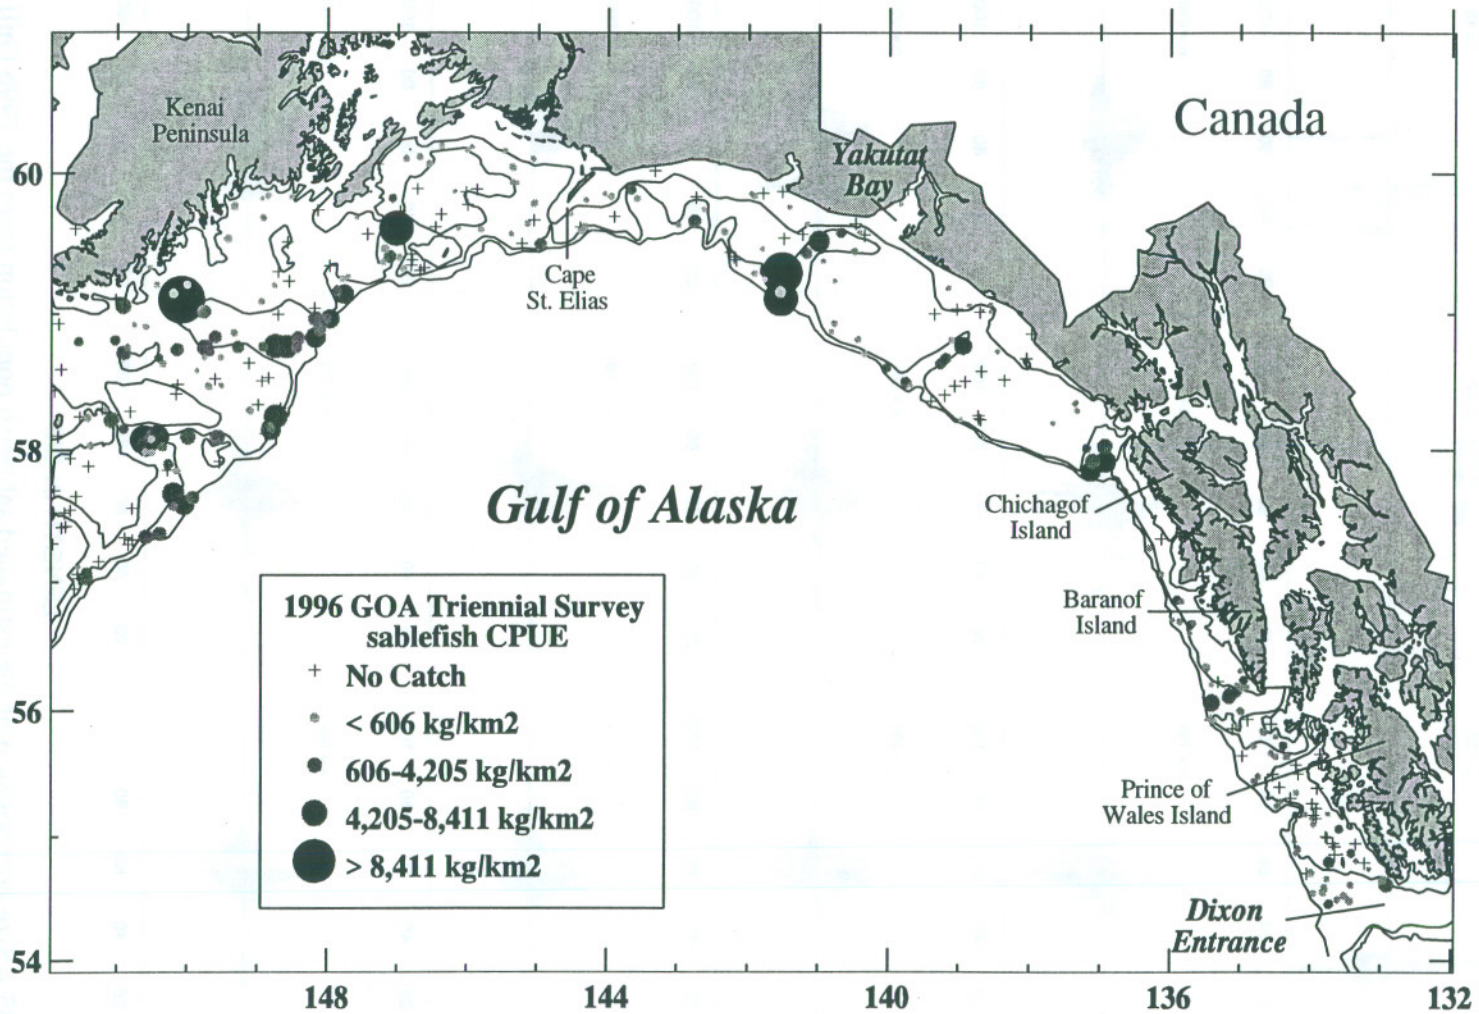 Kenai
Peninsula
Canada
Yakutat
Bay
60
Cape
St. Elias
58
Gulf of Alaska
Chichagof
Island
1996 GOA Triennial Survey
sablefish CPUE
No Catch
< 606 kg/km2
606-4,205 kg/km2
4,205-8,411 kg/km2
> 8,411 kg/km2
Baranof
Island
56
Prince of
Wales Island
Dixon
Entrance
54
148
144
140
136
132